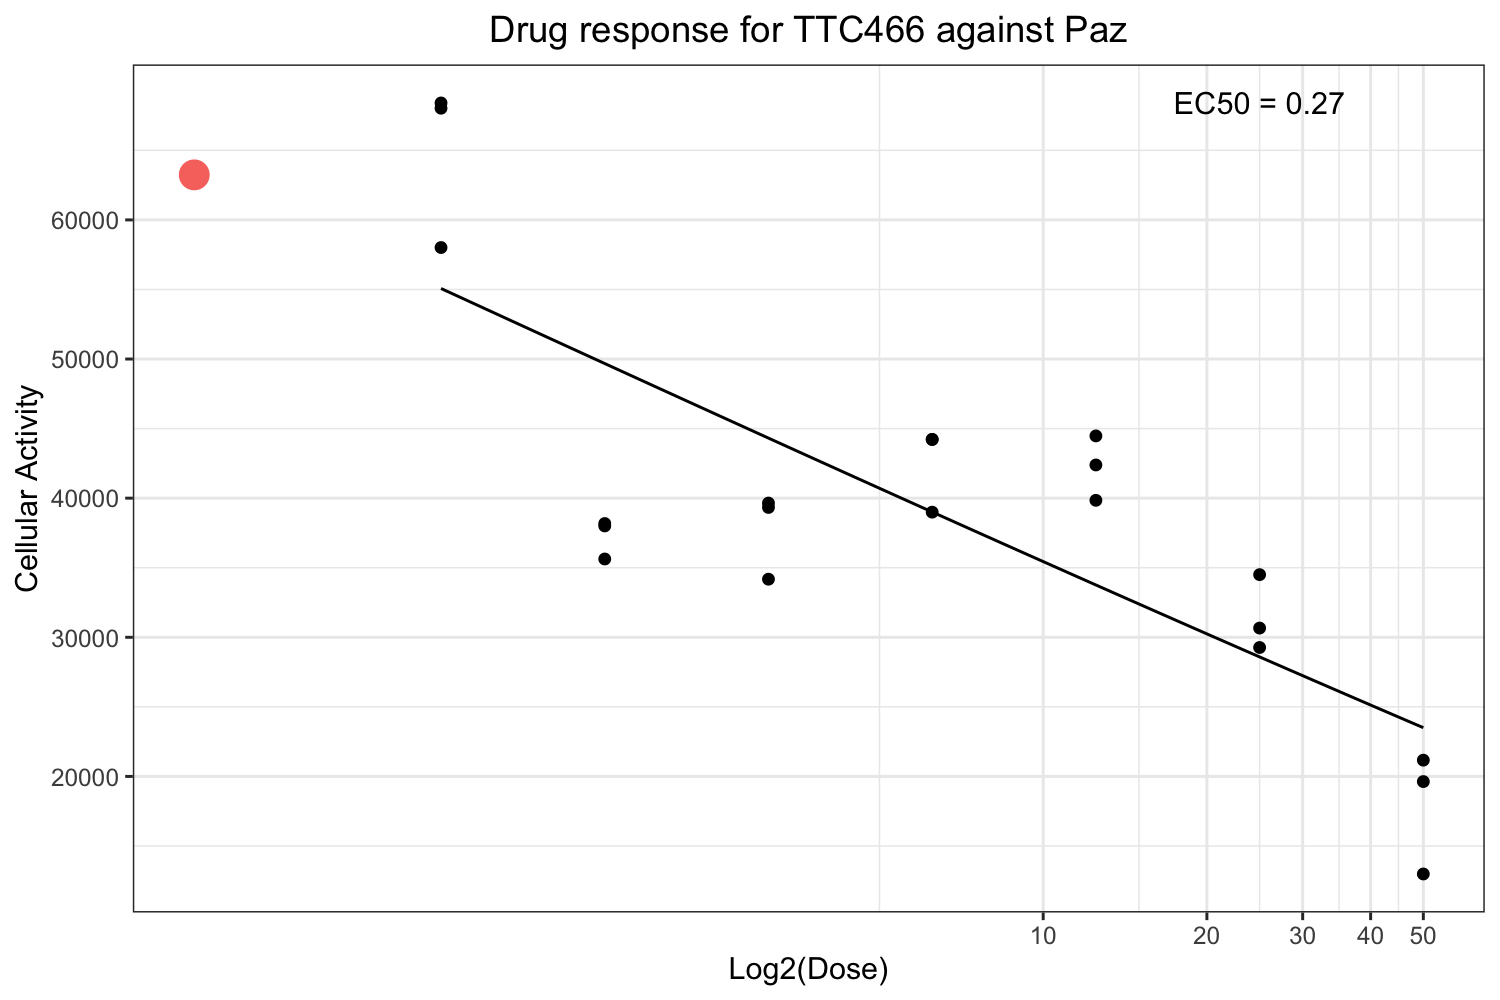 Drug response for TTC466 against Paz
EC50 = 0.27
Cellular Activity
60000
50000
40000
30000
20000
10 20 30 40 50
Log2(Dose)